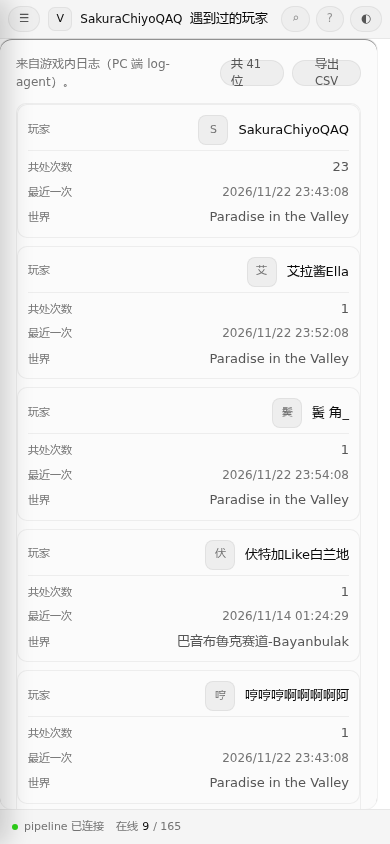 ☰ V SakuraChiyoQAQ 遇到过的玩家 ⌕ ? ◐
来自游戏内日志（PC 端 log-
agent）。
共 41
位
导出
CSV
玩家 S SakuraChiyoQAQ
共处次数 23
最近一次 2026/11/22 23:43:08
世界 Paradise in the Valley
玩家 艾 艾拉酱Ella
共处次数 1
最近一次 2026/11/22 23:52:08
世界 Paradise in the Valley
玩家 鬓 鬓 角_
共处次数 1
最近一次 2026/11/22 23:54:08
世界 Paradise in the Valley
玩家 伏 伏特加Like白兰地
共处次数 1
最近一次 2026/11/14 01:24:29
世界 巴音布鲁克赛道-Bayanbulak
玩家 哼 哼哼哼啊啊啊啊阿
共处次数 1
最近一次 2026/11/22 23:43:08
世界 Paradise in the Valley
pipeline 已连接 在线 9 / 165